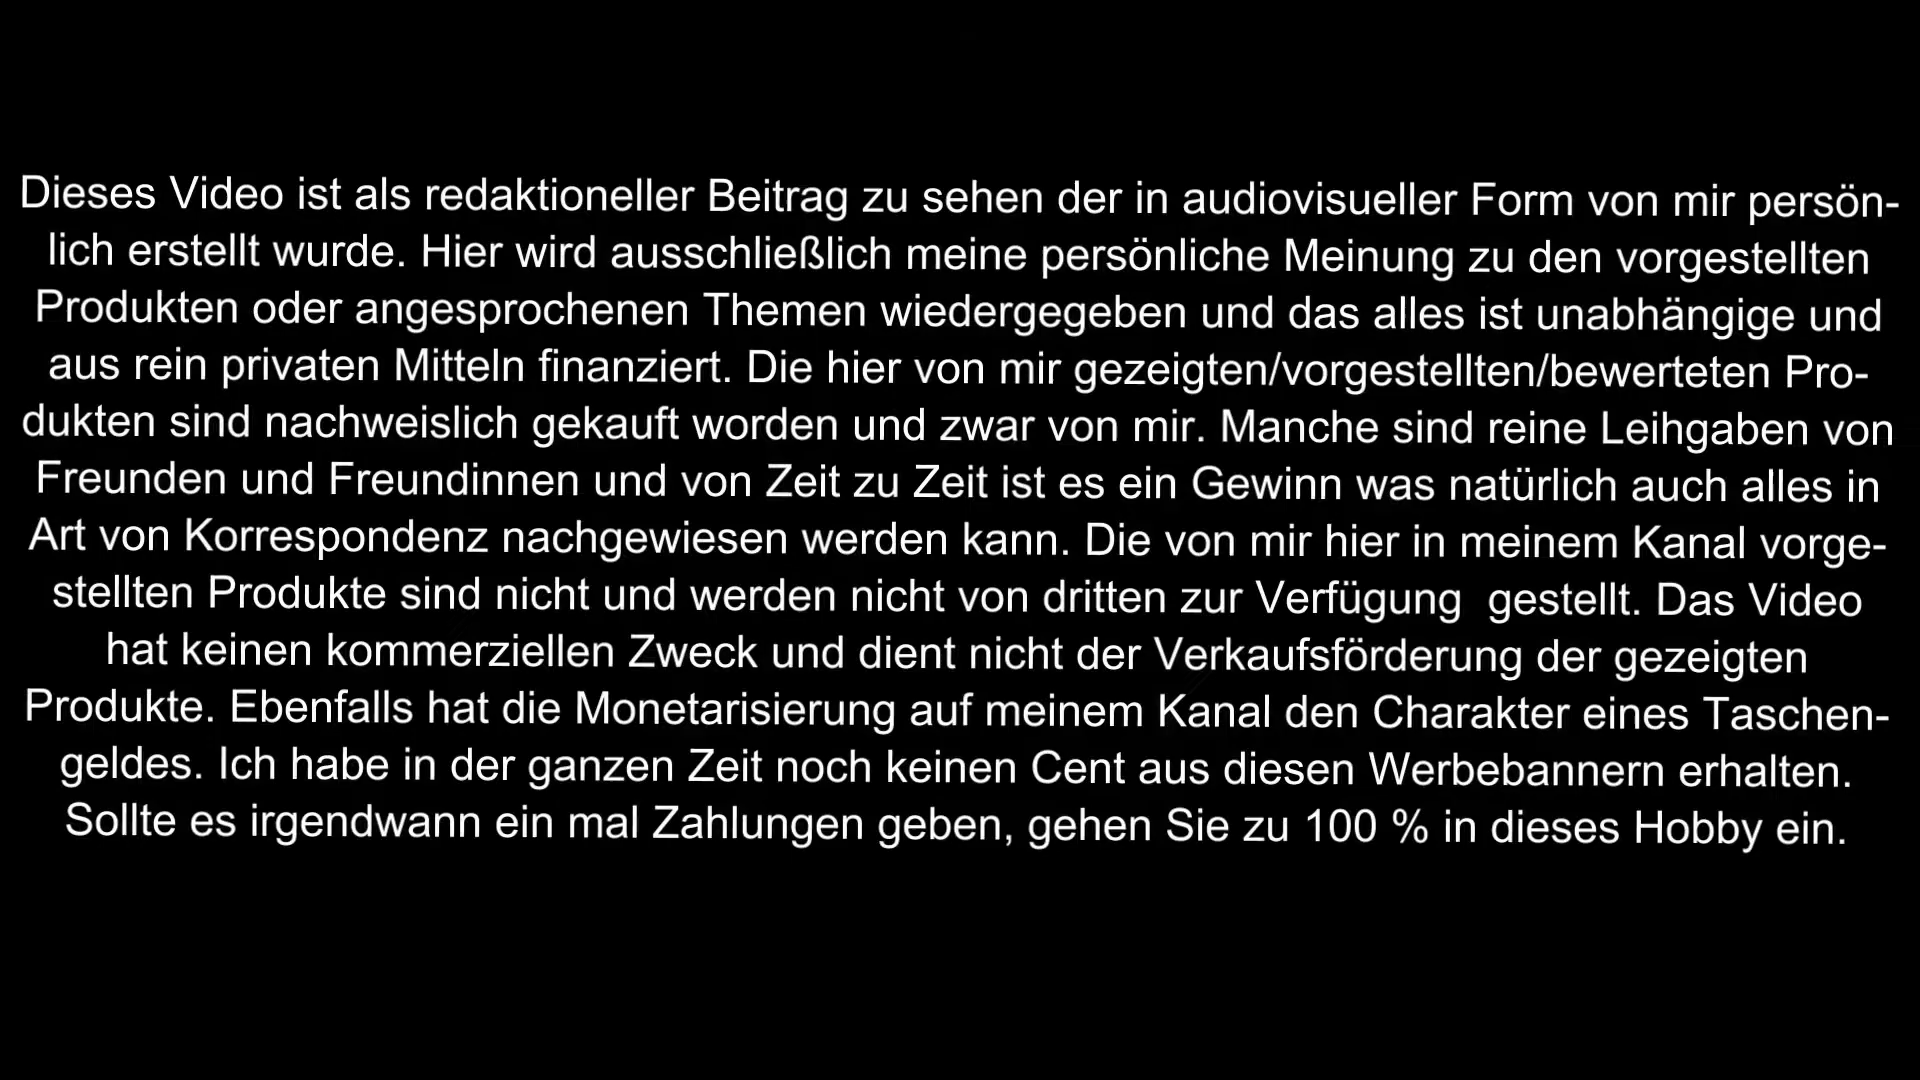 Dieses Video ist als redaktioneller Beitrag zu sehen der in audiovisueller Form von mir persön-
lich erstellt wurde. Hier wird ausschließlich meine persönliche Meinung zu den vorgestellten
Produkten oder angesprochenen Themen wiedergegeben und das alles ist unabhängige und
aus rein privaten Mitteln finanziert. Die hier von mir gezeigten/vorgestellten/bewerteten Pro-
dukten sind nachweislich gekauft worden und zwar von mir. Manche sind reine Leihgaben von
Freunden und Freundinnen und von Zeit zu Zeit ist es ein Gewinn was natürlich auch alles in
Art von Korrespondenz nachgewiesen werden kann. Die von mir hier in meinem Kanal vorge-
stellten Produkte sind nicht und werden nicht von dritten zur Verfügung  gestellt. Das Video
hat keinen kommerziellen Zweck und dient nicht der Verkaufsförderung der gezeigten
Produkte. Ebenfalls hat die Monetarisierung auf meinem Kanal den Charakter eines Taschen-
geldes. Ich habe in der ganzen Zeit noch keinen Cent aus diesen Werbebannern erhalten.
Sollte es irgendwann ein mal Zahlungen geben, gehen Sie zu 100 % in dieses Hobby ein.